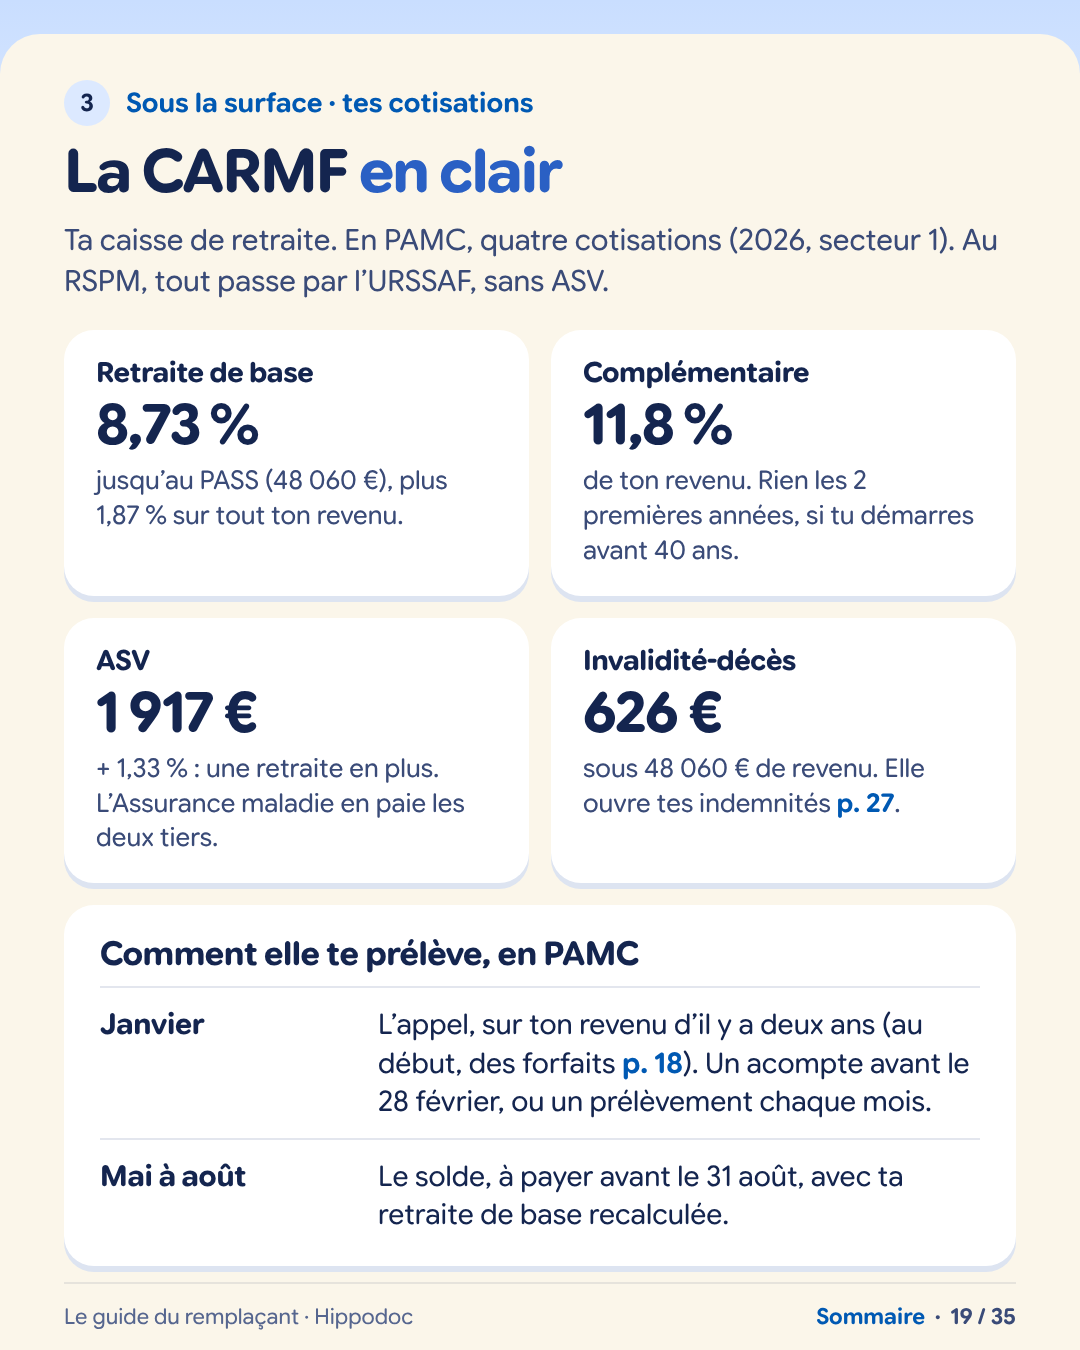 3 Sous la surface · tes cotisations
La CARMF en clair
Ta caisse de retraite. En PAMC, quatre cotisations (2026, secteur 1). Au
RSPM, tout passe par l’URSSAF, sans ASV.
Retraite de base
8,73 %
jusqu’au PASS (48 060 €), plus
1,87 % sur tout ton revenu.
Complémentaire
11,8 %
de ton revenu. Rien les 2
premières années, si tu démarres
avant 40 ans.
ASV
1 917 €
+ 1,33 % : une retraite en plus.
L’Assurance maladie en paie les
deux tiers.
Invalidité-décès
626 €
sous 48 060 € de revenu. Elle
ouvre tes indemnités p. 27.
Comment elle te prélève, en PAMC
Janvier
L’appel, sur ton revenu d’il y a deux ans (au
début, des forfaits p. 18). Un acompte avant le
28 février, ou un prélèvement chaque mois.
Mai à août
Le solde, à payer avant le 31 août, avec ta
retraite de base recalculée.
Le guide du remplaçant · Hippodoc
Sommaire · 19 / 35